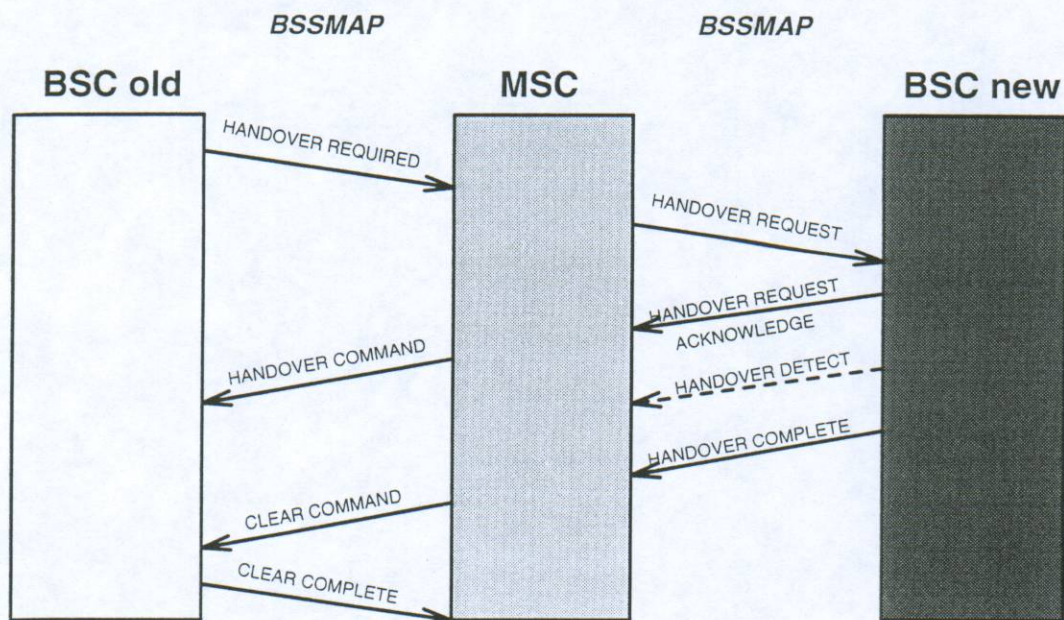 BSSMAP
BSSMAP
BSC old
MSC
BSC new
HANDOVER REQUIRED
HANDOVER REQUEST
HANDOVER REQUEST
ACKNOWLEDGE
HANDOVER COMMAND
HANDOVER DETECT
HANDOVER COMPLETE
CLEAR COMMAND
CLEAR COMPLETE